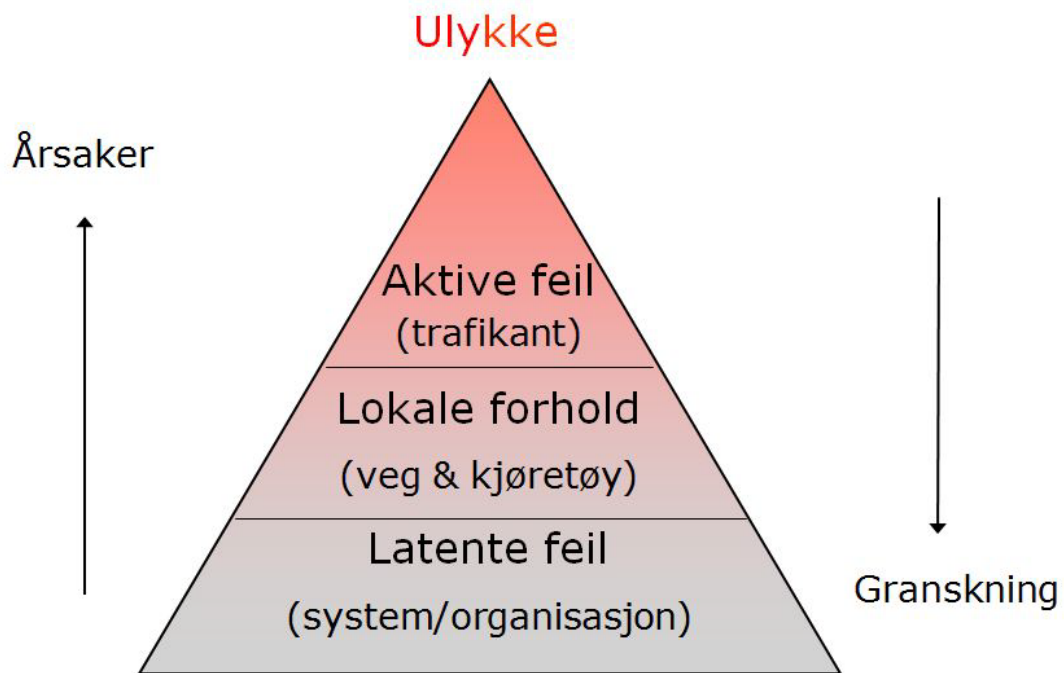 Ulykke
Årsaker
Aktive feil
(trafikant)
Lokale forhold
(veg & kjøretøy)
Latente feil
(system/organisasjon)
Granskning